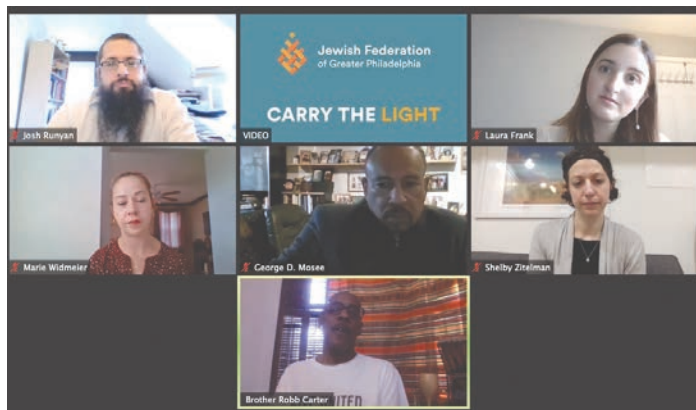 Jewish Federation
of Greater Philadelphia
CARRY THE LIGHT
Josh Runyan
VIDEO
Laura Frank
Marie Widmeier
George D. Mosee
Shelby Zitelman
Brother Robb Carter